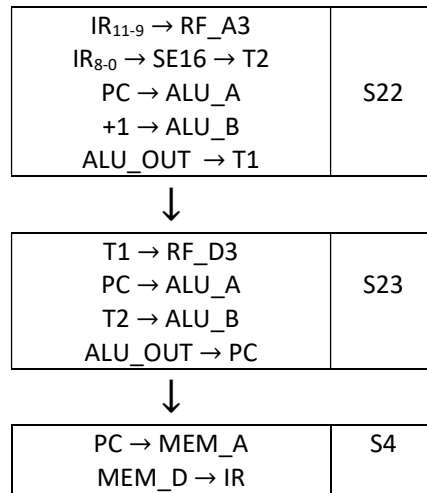 IR11-9 → RF_A3
IR8-0 → SE16 → T2
PC → ALU_A
S22
+1 → ALU_B
ALU_OUT → T1
↓
T1 → RF_D3
PC → ALU_A
S23
T2 → ALU_B
ALU_OUT → PC
↓
PC → MEM_A
S4
MEM_D → IR